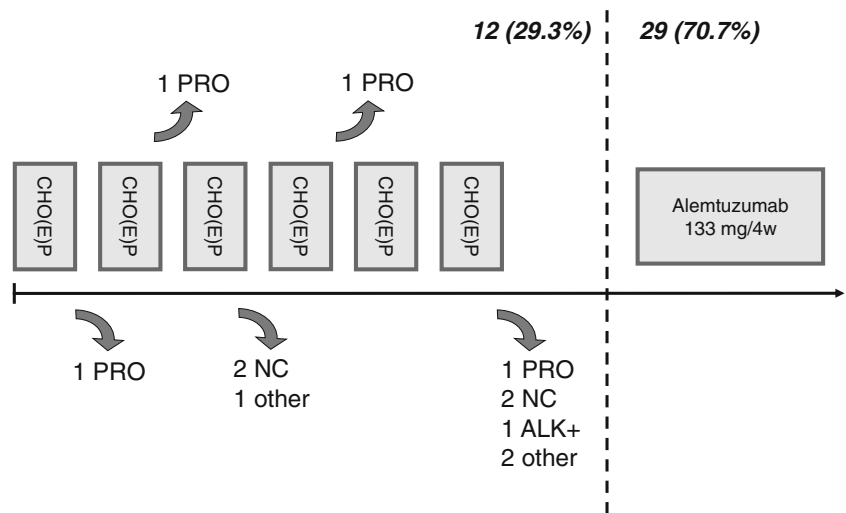 12 (29.3%)
29 (70.7%)
1 PRO
1 PRO
CHO(E)P
CHO(E)P
CHO(E)P
CHO(E)P
CHO(E)P
CHO(E)P
Alemtuzumab
133 mg/4w
1 PRO
2 NC
1 other
1 PRO
2 NC
1 ALK+
2 other